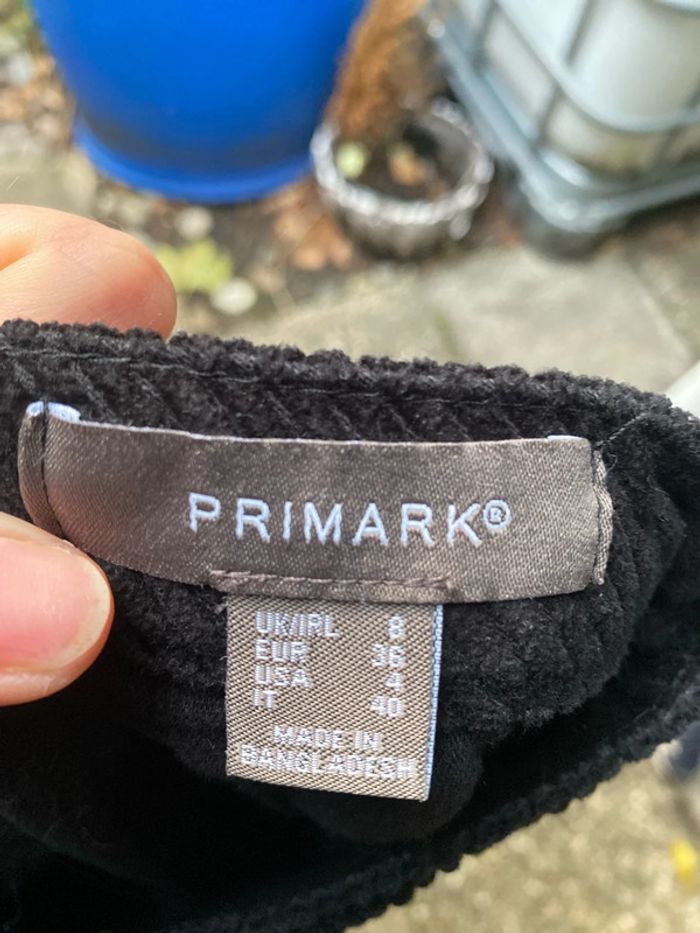 PRIMARK®
UK/IRL 8
EUR 36
USA 4
IT 40
MADE IN
BANGLADESH